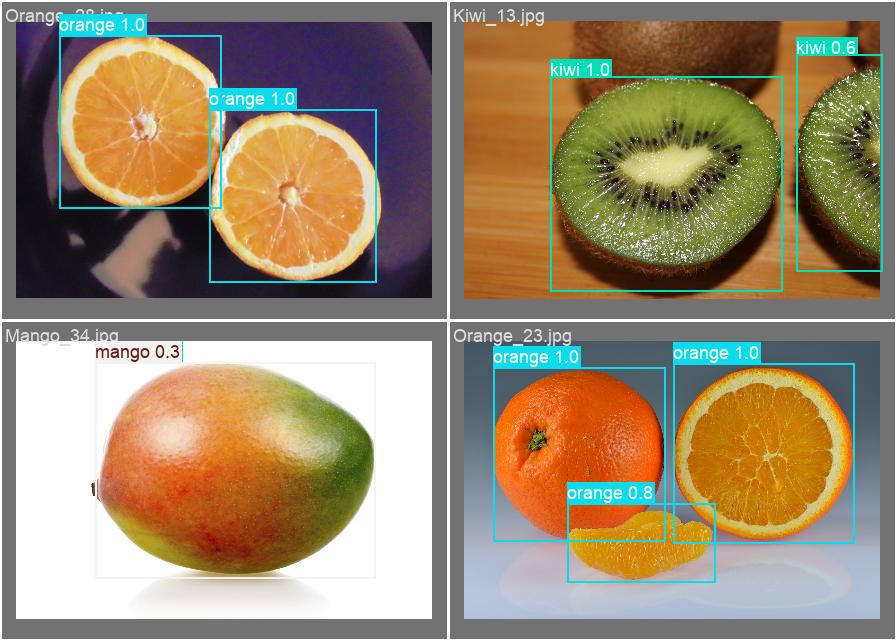 Orange_28.jpg
orange 1.0
orange 1.0
Kiwi_13.jpg
kiwi 1.0
kiwi 0.6
Mango_34.jpg
mango 0.3
Orange_23.jpg
orange 1.0
orange 1.0
orange 0.8